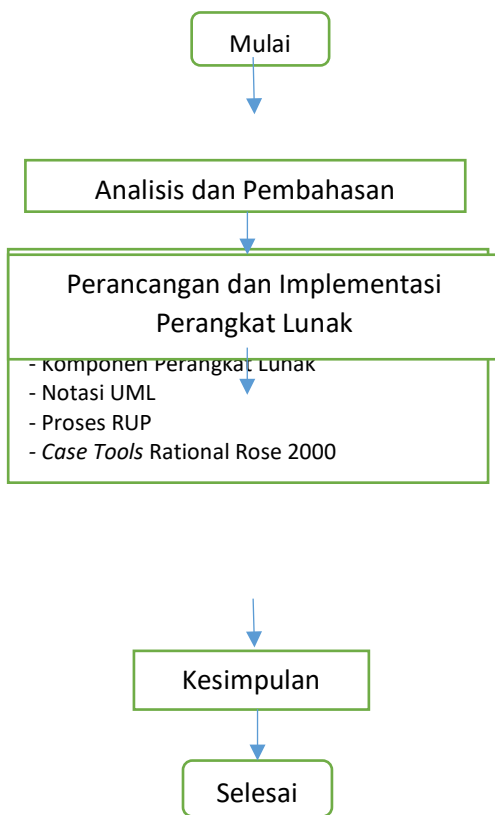 Mulai
Analisis dan Pembahasan
Perancangan dan Implementasi
Perangkat Lunak
- Komponen Perangkat Lunak
- Notasi UML
- Proses RUP
- Case Tools Rational Rose 2000
Kesimpulan
Selesai